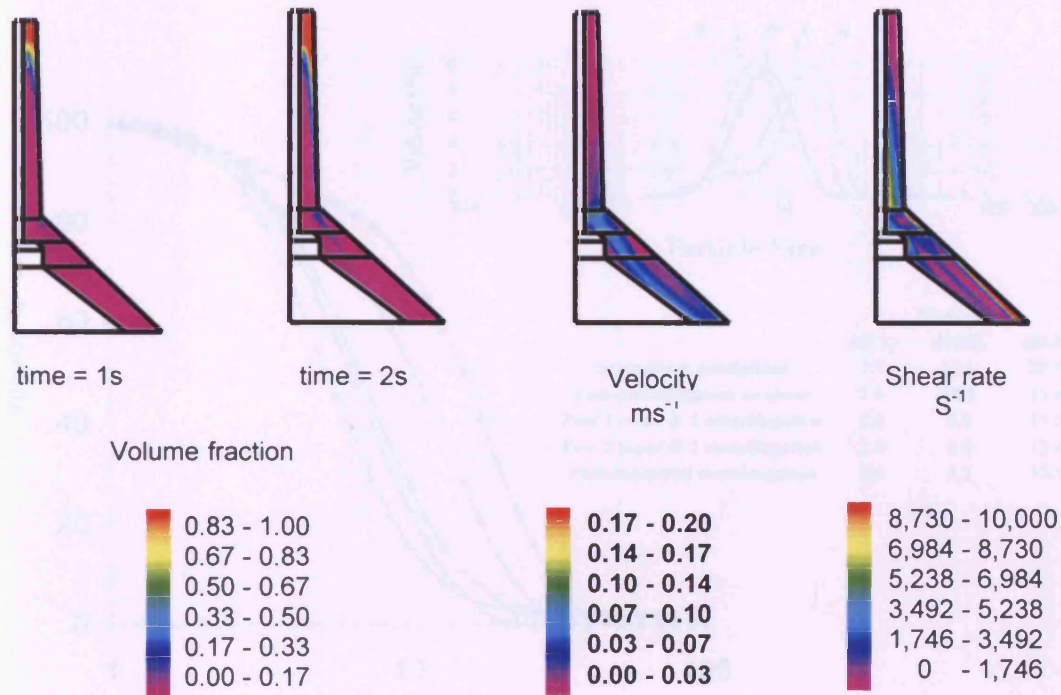 time = 1s
time = 2s
Velocity
ms⁻¹
Shear rate
S⁻¹
Volume fraction
0.83 - 1.00
0.67 - 0.83
0.50 - 0.67
0.33 - 0.50
0.17 - 0.33
0.00 - 0.17
0.17 - 0.20
0.14 - 0.17
0.10 - 0.14
0.07 - 0.10
0.03 - 0.07
0.00 - 0.03
8,730 - 10,000
6,984 - 8,730
5,238 - 6,984
3,492 - 5,238
1,746 - 3,492
0 - 1,746